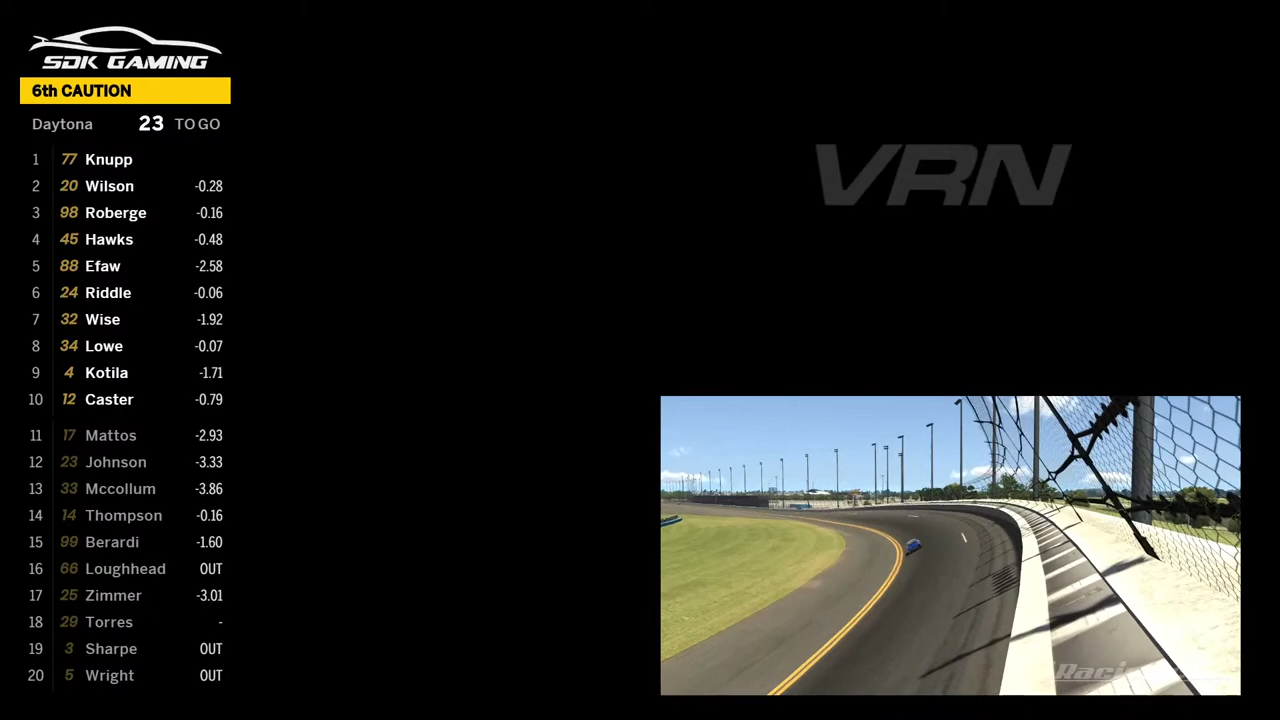 SDK GAMING
6th CAUTION
Daytona 23 TO GO
1 77 Knupp
2 20 Wilson -0.28
3 98 Roberge -0.16
4 45 Hawks -0.48
5 88 Efaw -2.58
6 24 Riddle -0.06
7 32 Wise -1.92
8 34 Lowe -0.07
9 4 Kotila -1.71
10 12 Caster -0.79
11 17 Mattos -2.93
12 23 Johnson -3.33
13 33 Mccollum -3.86
14 14 Thompson -0.16
15 99 Berardi -1.60
16 66 Loughhead OUT
17 25 Zimmer -3.01
18 29 Torres -
19 3 Sharpe OUT
20 5 Wright OUT
VRN